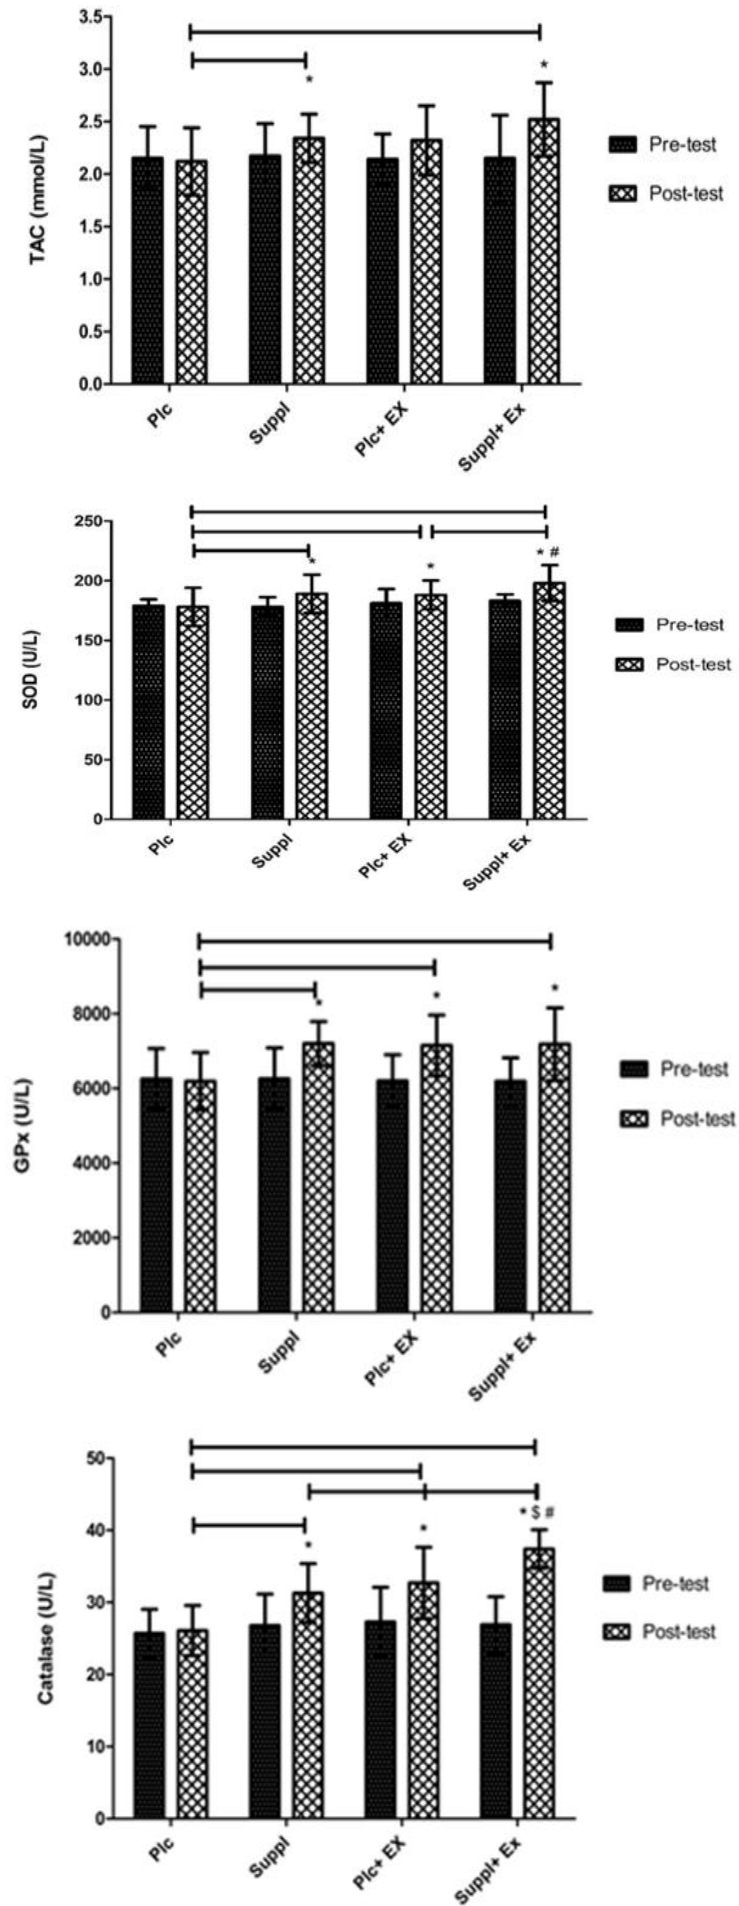 3.5
* *
3.0
2.5
Pre-test
2.0
Post-test
TAC (mmol/L)
1.5
1.0
0.5
0.0
Plc Suppl Plc+ EX Suppl+ Ex
250
* * * #
200
Pre-test
150
Post-test
SOD (U/L)
100
50
0
Plc Suppl Plc+ EX Suppl+ Ex
10000
* * *
8000
Pre-test
6000
Post-test
GPx (U/L)
4000
2000
0
Plc Suppl Plc+ EX Suppl+ Ex
50
* * * $ #
40
30
Pre-test
Post-test
Catalase (U/L)
20
10
0
Plc Suppl Plc+ EX Suppl+ Ex